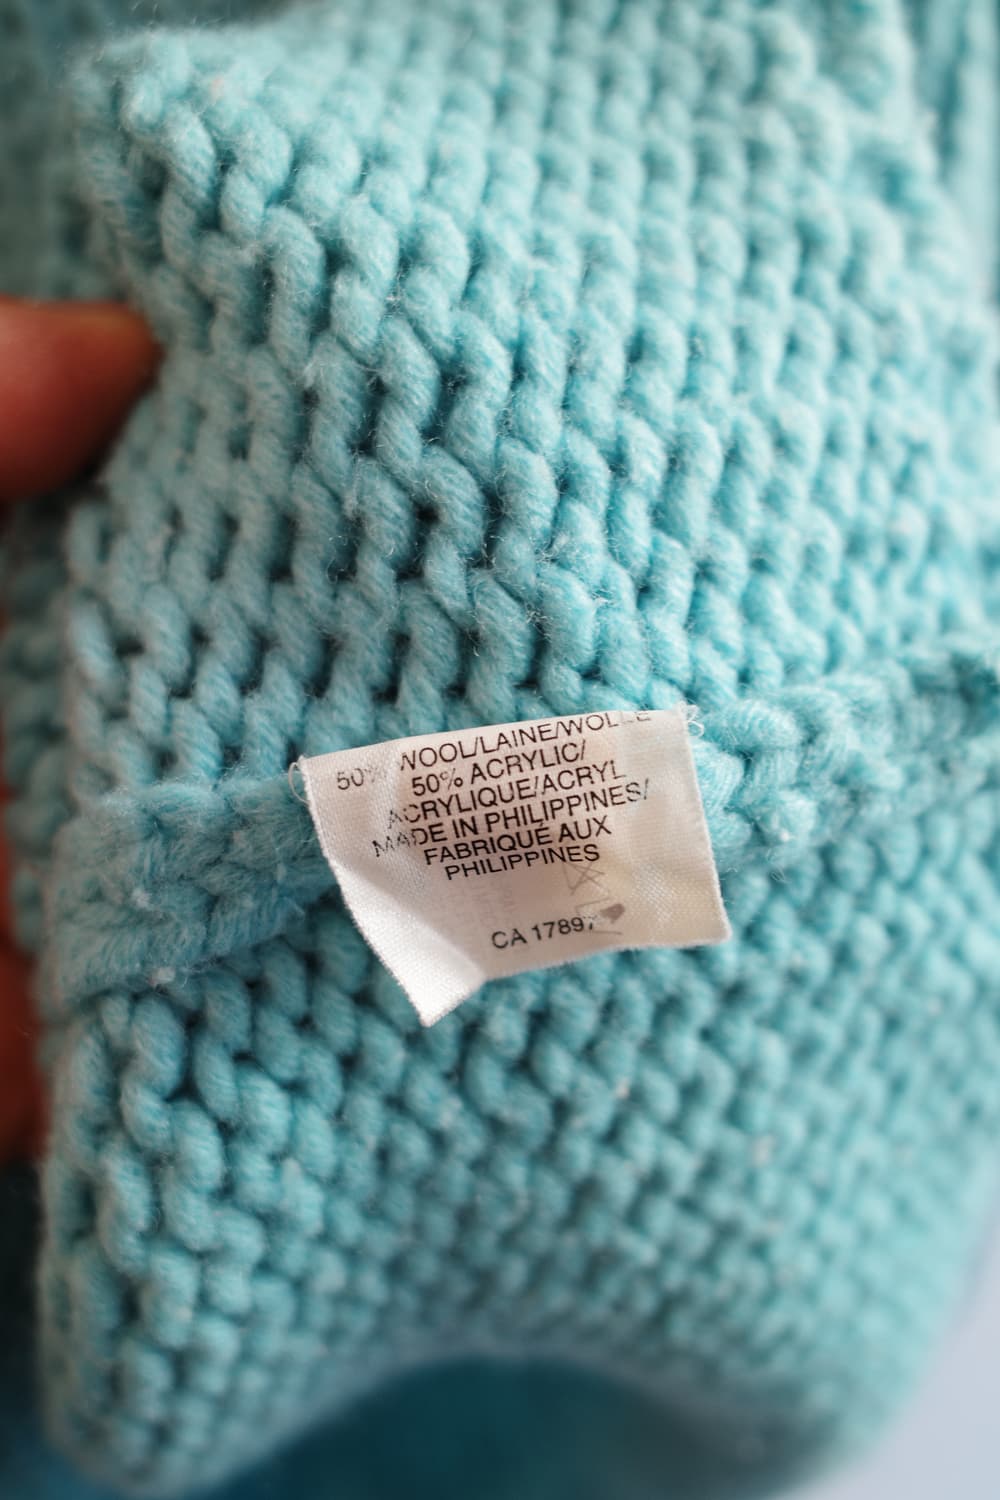 50% WOOL/LAINE/WOLLE
50% ACRYLIC/
ACRYLIQUE/ACRYL
MADE IN PHILIPPINES/
FABRIQUÉ AUX
PHILIPPINES
CA 17897